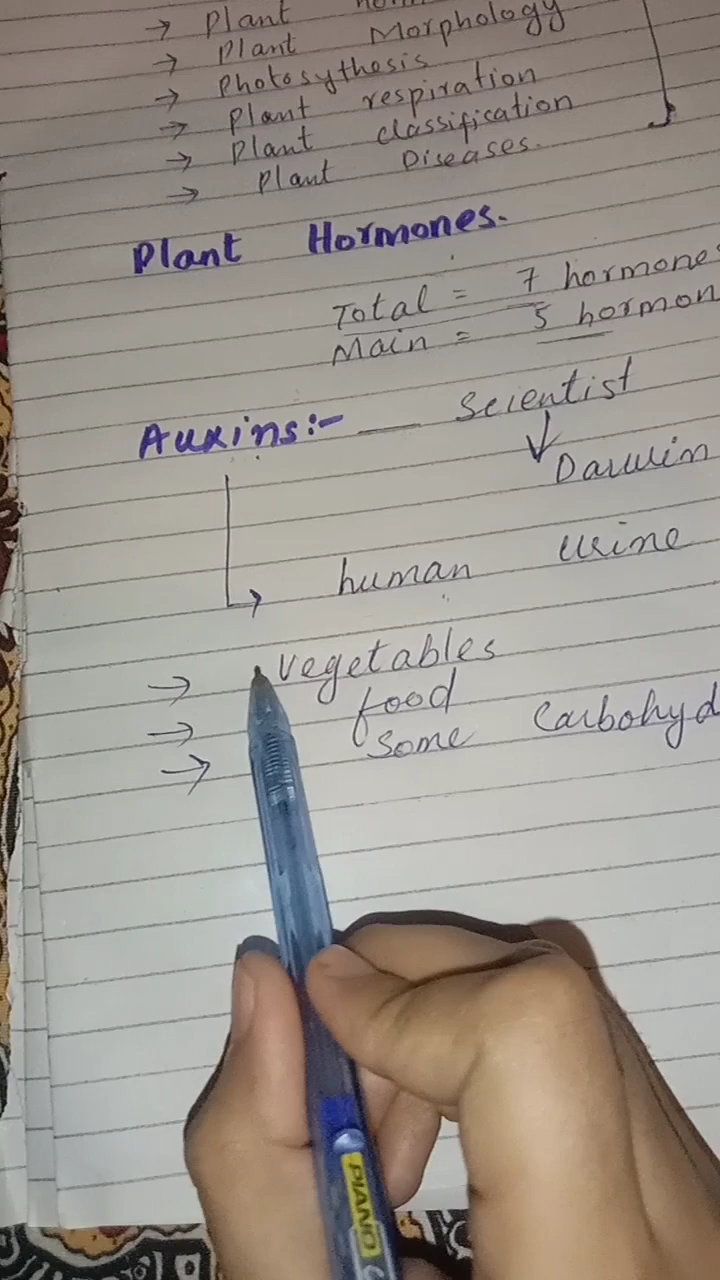 → Plant
→ Plant Morphology
→ Photosythesis
→ Plant respiration
→ Plant classification
→ Plant Diseases.
Plant Hormones.
Total = 7 hormone
Main = 5 hormon
Auxins:- — Scientist
↓
Darwin
→ human urine
→ vegetables
→ food
→ Some Carbohyd
PIANO